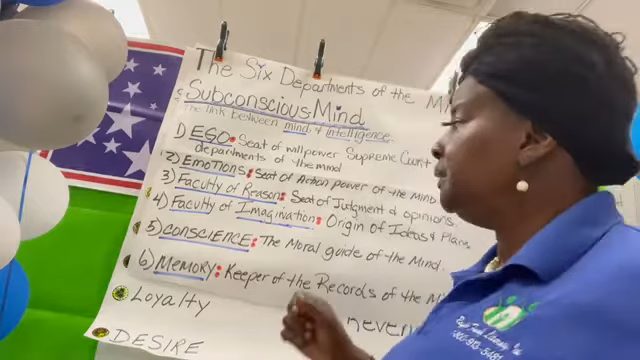 The Six Departments of the
Subconscious Mind
the link between mind & intelligence.
1) EGO: Seat of willpower Supreme Court
departments of the mind
2) EMOTIONS: Seat of Action power of the Mind
3) Faculty of Reason: Seat of Judgment & opinions.
4) Faculty of Imagination: Origin of Ideas & Plans
5) CONSCIENCE: The Moral guide of the Mind.
6) Memory: Keeper of the Records of the
Loyalty
DESIRE